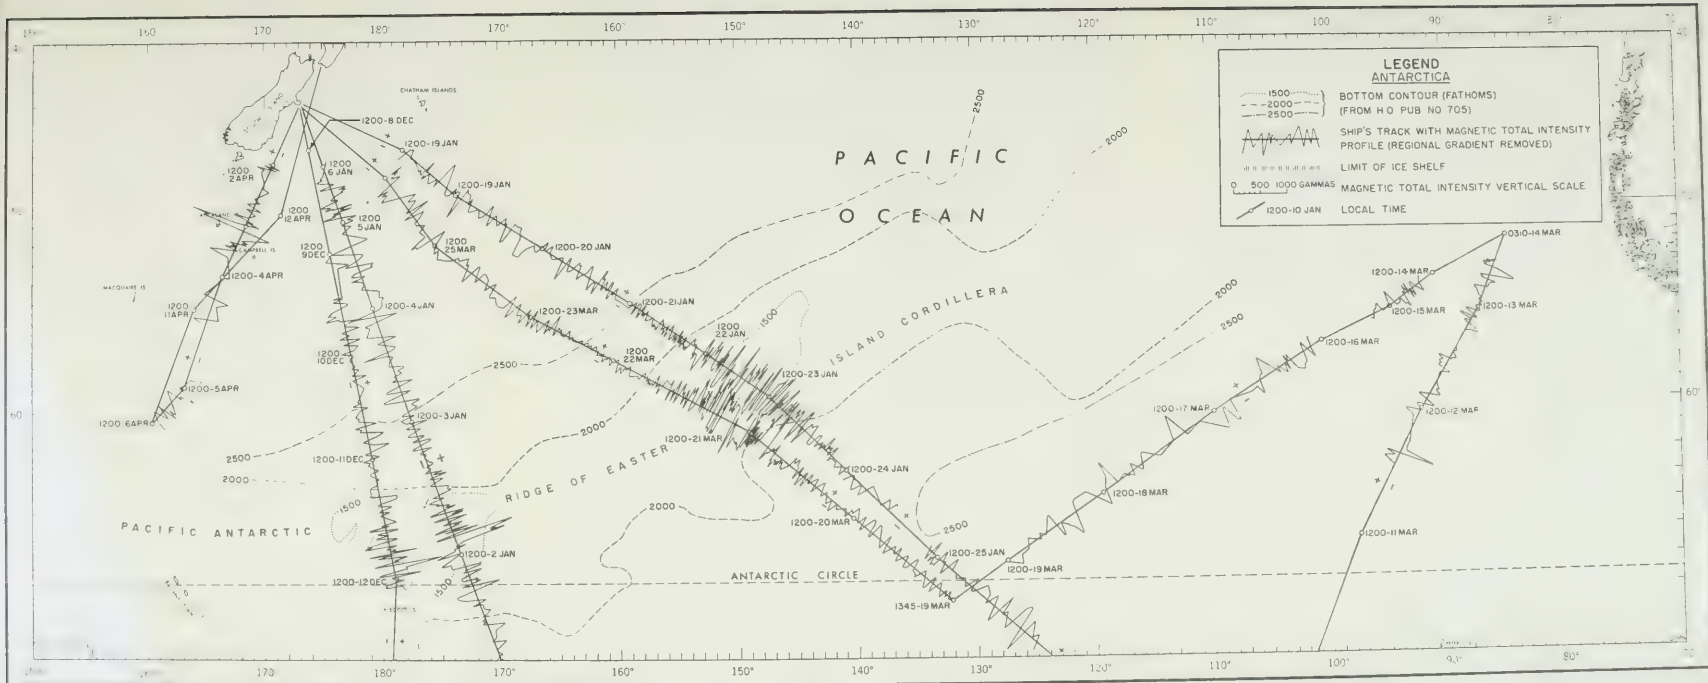 160
170°
180°
170°
160°
150°
140°
130°
120°
110°
100
90°
80°
LEGEND
ANTARCTICA
1500
2000
2500
BOTTOM CONTOUR (FATHOMS)
(FROM H O PUB NO 705)
SHIP'S TRACK WITH MAGNETIC TOTAL INTENSITY
PROFILE (REGIONAL GRADIENT REMOVED)
LIMIT OF ICE SHELF
0 500 1000 GAMMAS
MAGNETIC TOTAL INTENSITY VERTICAL SCALE
1200-10 JAN
LOCAL TIME
CHATHAM ISLANDS
1200-8 DEC
1200-19 JAN
1200
2 APR
1200
6 JAN
1200-19 JAN
1200
12 APR
1200
5 JAN
1200
9 DEC
1200
25 MAR
1200-20 JAN
CAMPBELL IS
MACQUAIRE IS
1200-4 APR
1200
11 APR
1200-4 JAN
1200-23 MAR
1200-21 JAN
1200
22 JAN
1200
22 MAR
1200
10 DEC
1200-5 APR
1200-6 APR
1200-3 JAN
1200-23 JAN
1200-21 MAR
1200-24 JAN
1200-11 DEC
1200-20 MAR
1200-25 JAN
1200-2 JAN
1200-12 DEC
1345-19 MAR
1200-19 MAR
1200-18 MAR
1200-17 MAR
1200-16 MAR
1200-15 MAR
1200-14 MAR
0310-14 MAR
1200-13 MAR
1200-12 MAR
1200-11 MAR
PACIFIC
OCEAN
2500
2000
1500
2000
2500
2500
2000
2500
2000
1500
2000
2500
1500
PACIFIC ANTARCTIC
RIDGE OF EASTER
ISLAND CORDILLERA
ANTARCTIC CIRCLE
60°
60°
170°
180°
170°
160°
150°
140°
130°
120°
110°
100°
90°
80°